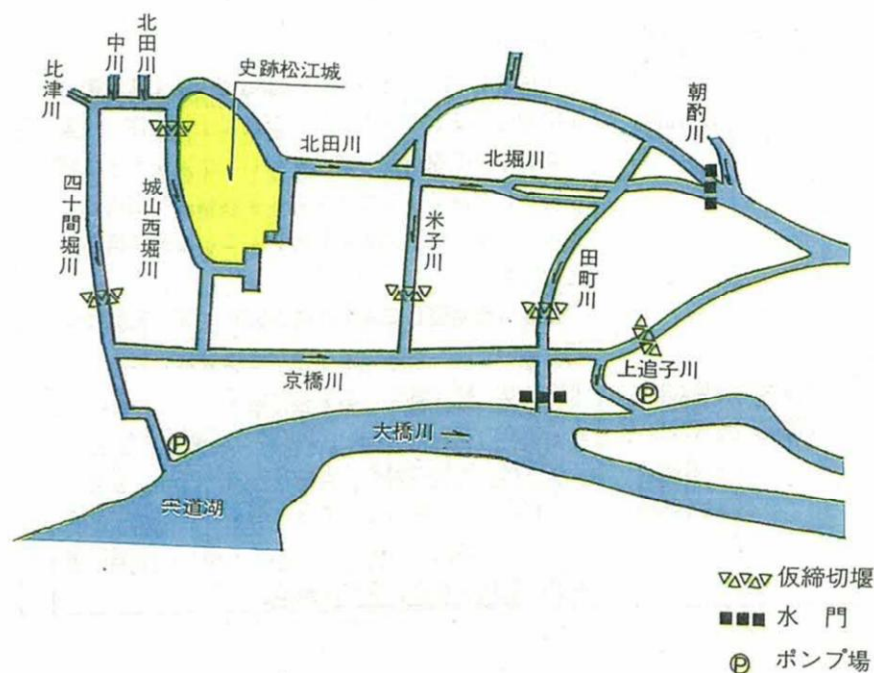 北田川
中川
比津川
史跡松江城
朝酌川
北田川
北堀川
四十間堀川
城山西堀川
米子川
田町川
京橋川
上追子川
Ⓟ
Ⓟ
大橋川
宍道湖
仮締切堰
水 門
Ⓟ ポンプ場